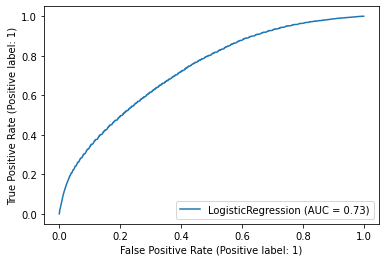 1.0
0.8
0.6
0.4
0.2
0.0
True Positive Rate (Positive label: 1)
LogisticRegression (AUC = 0.73)
0.0 0.2 0.4 0.6 0.8 1.0
False Positive Rate (Positive label: 1)